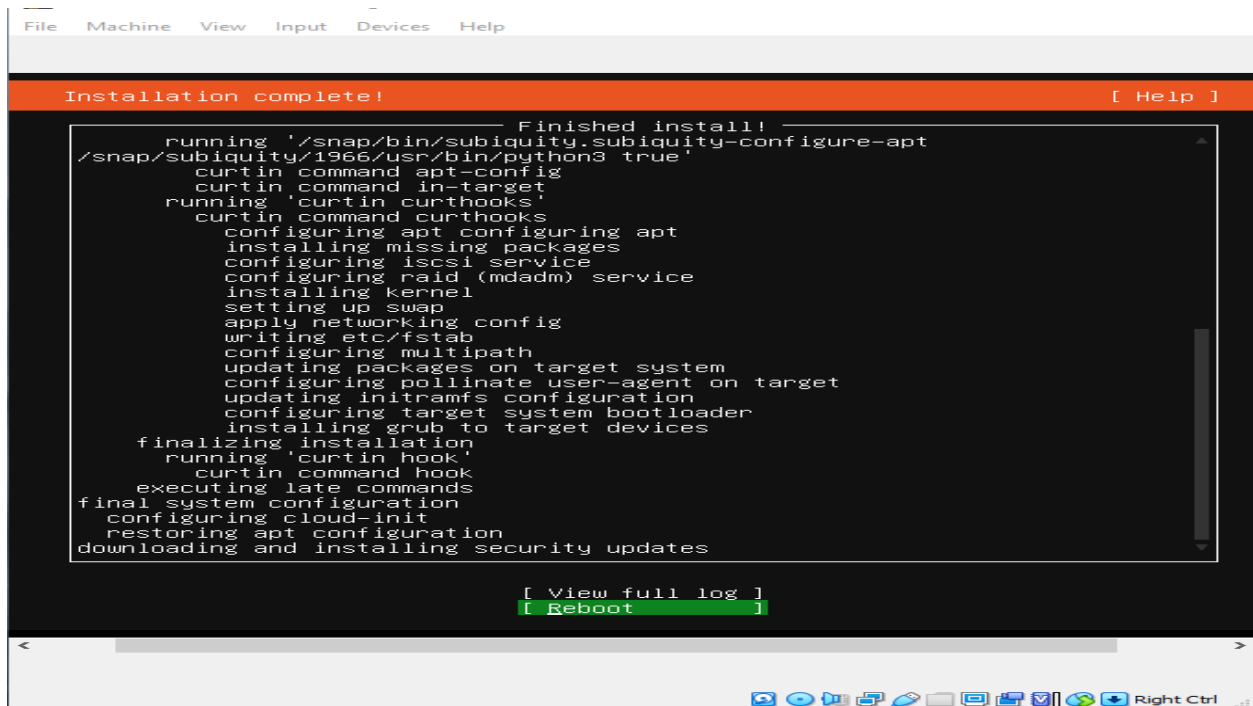 File Machine View Input Devices Help
Installation complete! [ Help ]
Finished install!
running '/snap/bin/subiquity.subiquity-configure-apt
/snap/subiquity/1966/usr/bin/python3 true'
curtin command apt-config
curtin command in-target
running 'curtin curthooks'
curtin command curthooks
configuring apt configuring apt
installing missing packages
configuring iscsi service
configuring raid (mdadm) service
installing kernel
setting up swap
apply networking config
writing etc/fstab
configuring multipath
updating packages on target system
configuring pollinate user-agent on target
updating initramfs configuration
configuring target system bootloader
installing grub to target devices
finalizing installation
running 'curtin hook'
curtin command hook
executing late commands
final system configuration
configuring cloud-init
restoring apt configuration
downloading and installing security updates
[ View full log ]
[ Reboot ]
Right Ctrl